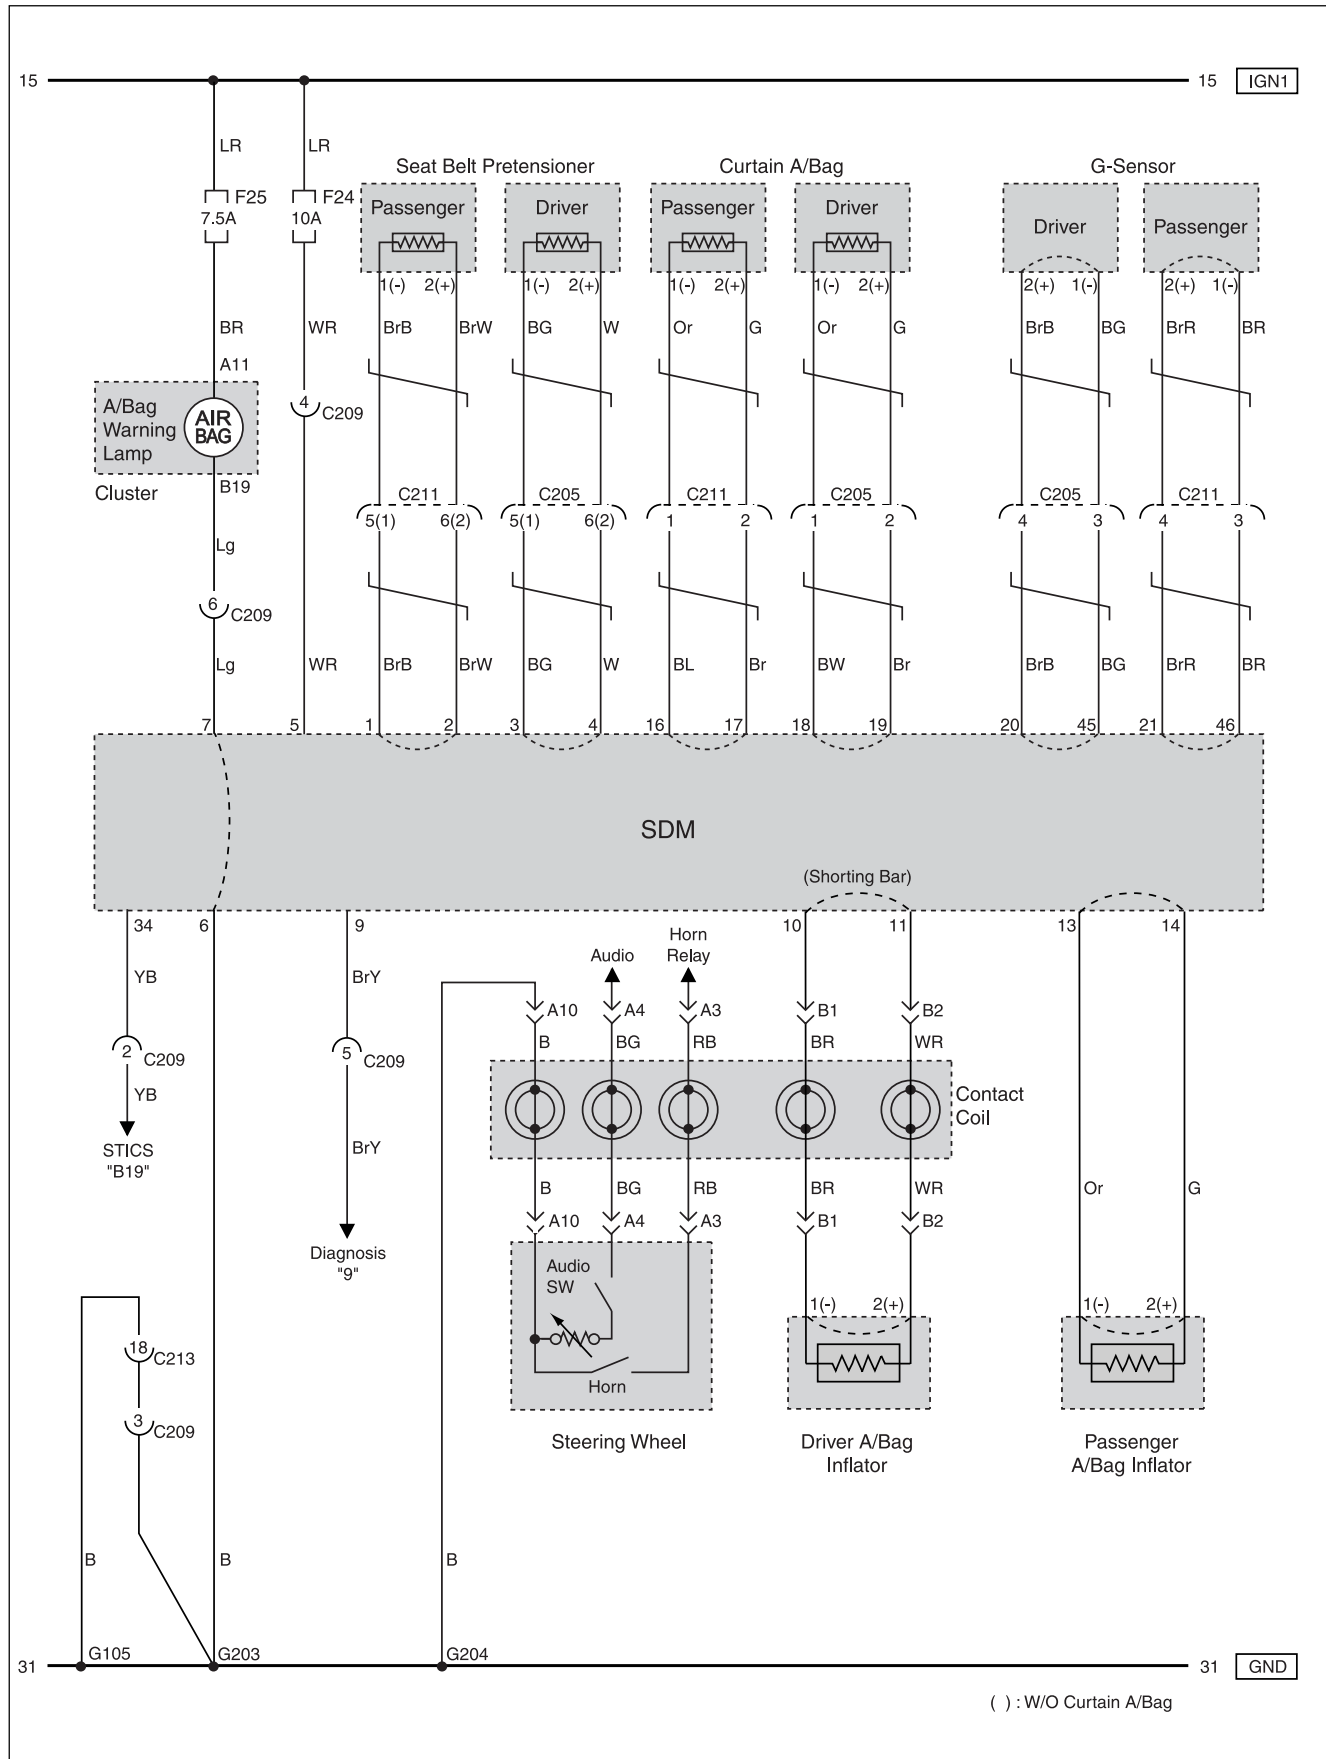 15
15 IGN1
LR LR
Seat Belt Pretensioner Curtain A/Bag G-Sensor
F25 F24
7.5A 10A
Passenger Driver Passenger Driver Driver Passenger
1(-) 2(+) 1(-) 2(+) 1(-) 2(+) 1(-) 2(+) 2(+) 1(-) 2(+) 1(-)
BR WR BrB BrW BG W Or G Or G BrB BG BrR BR
A11
A/Bag
Warning
Lamp
AIR
BAG
4 C209
Cluster
B19
C211 C205 C211 C205 C205 C211
5(1) 6(2) 5(1) 6(2) 1 2 1 2 4 3 4 3
Lg
6 C209
Lg WR BrB BrW BG W BL Br BW Br BrB BG BrR BR
7 5 1 2 3 4 16 17 18 19 20 45 21 46
SDM
(Shorting Bar)
34 6 9 10 11 13 14
Audio
Horn
Relay
YB BrY
A10 A4 A3 B1 B2
2 C209 5 C209
B BG RB BR WR
Contact
Coil
YB
STICS
"B19"
BrY
B BG RB BR WR Or G
A10 A4 A3 B1 B2
Diagnosis
"9"
Audio
SW
1(-) 2(+) 1(-) 2(+)
18 C213
Horn
3 C209
Steering Wheel
Driver A/Bag
Inflator
Passenger
A/Bag Inflator
B B B
G105 G203 G204
31
31 GND
( ) : W/O Curtain A/Bag